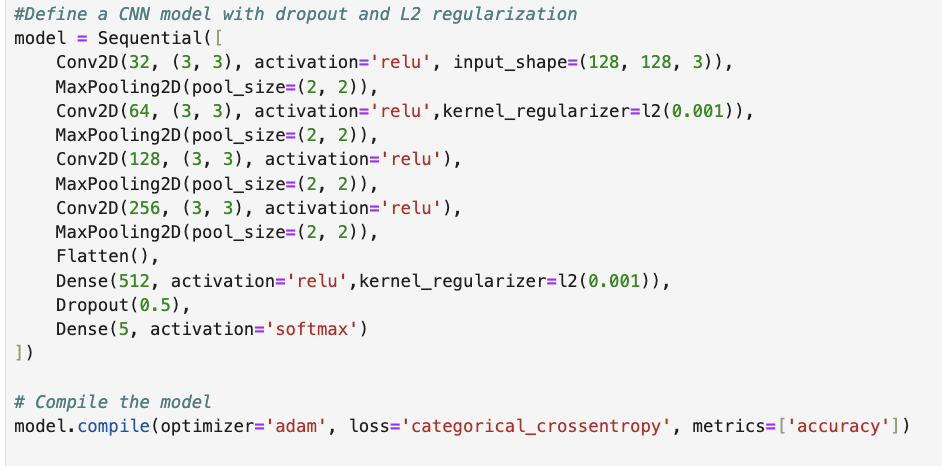 #Define a CNN model with dropout and L2 regularization
model = Sequential([
    Conv2D(32, (3, 3), activation='relu', input_shape=(128, 128, 3)),
    MaxPooling2D(pool_size=(2, 2)),
    Conv2D(64, (3, 3), activation='relu',kernel_regularizer=l2(0.001)),
    MaxPooling2D(pool_size=(2, 2)),
    Conv2D(128, (3, 3), activation='relu'),
    MaxPooling2D(pool_size=(2, 2)),
    Conv2D(256, (3, 3), activation='relu'),
    MaxPooling2D(pool_size=(2, 2)),
    Flatten(),
    Dense(512, activation='relu',kernel_regularizer=l2(0.001)),
    Dropout(0.5),
    Dense(5, activation='softmax')
])
# Compile the model
model.compile(optimizer='adam', loss='categorical_crossentropy', metrics=['accuracy'])